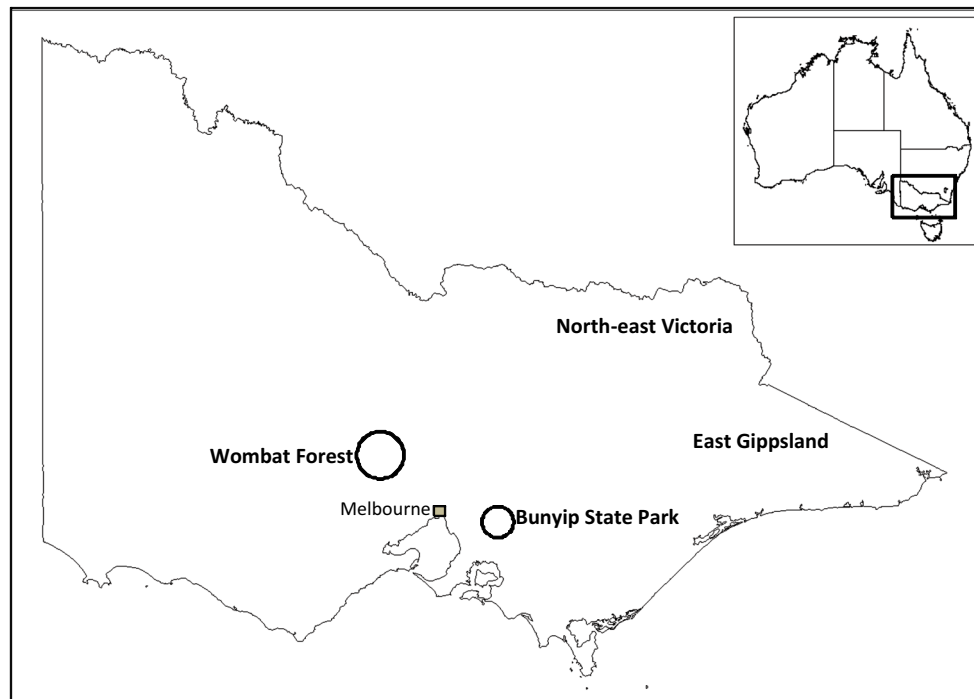 North-east Victoria
East Gippsland
Wombat Forest
Melbourne
Bunyip State Park